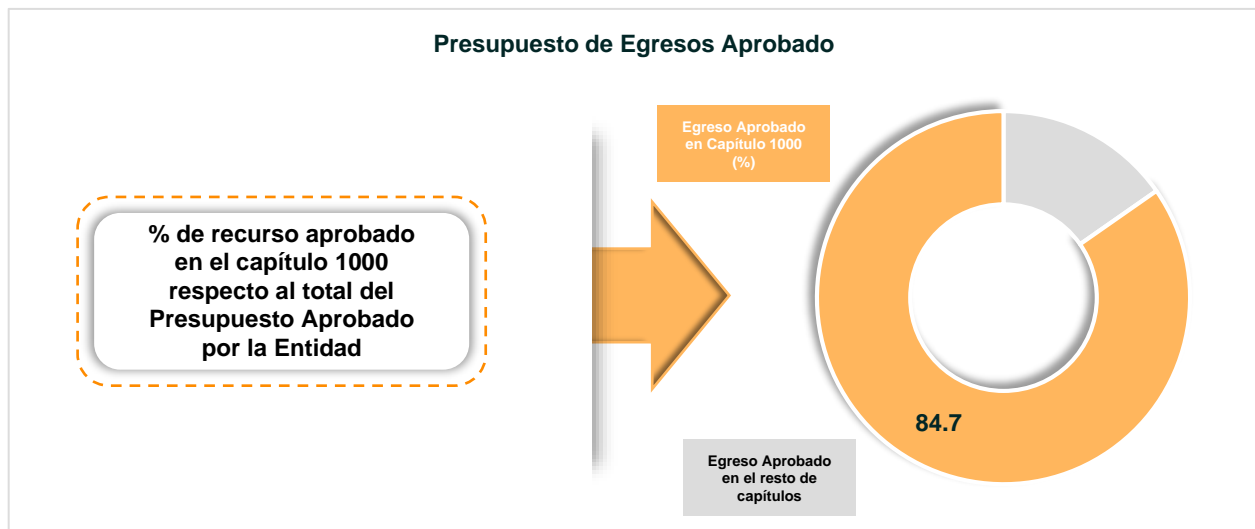 Presupuesto de Egresos Aprobado
% de recurso aprobado
en el capítulo 1000
respecto al total del
Presupuesto Aprobado
por la Entidad
Egreso Aprobado
en Capítulo 1000
(%)
84.7
Egreso Aprobado
en el resto de
capítulos